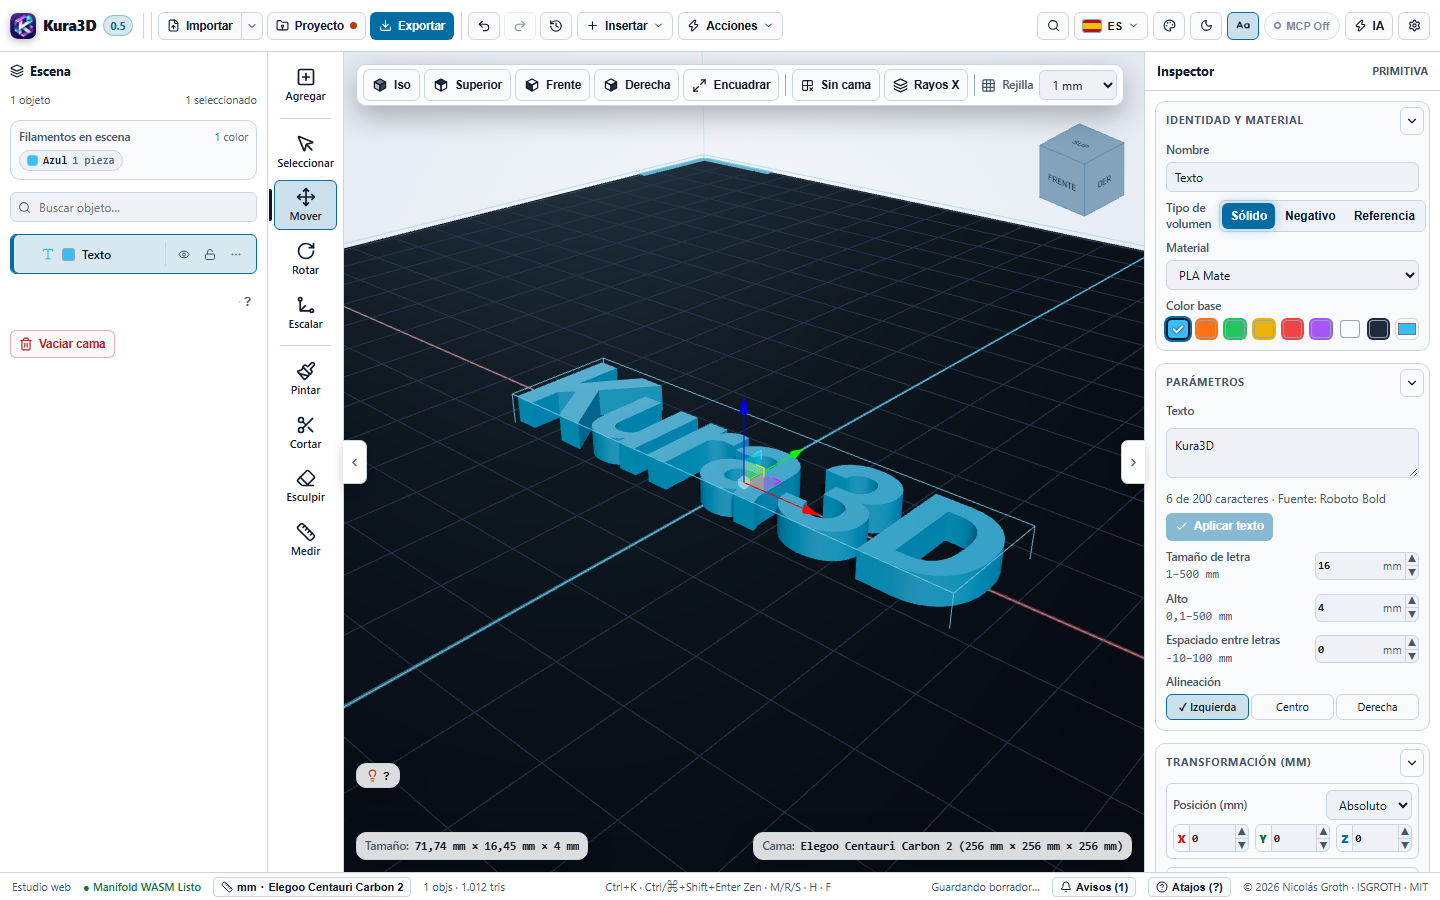 Kura3D 0.5 Importar Proyecto Exportar Insertar Acciones ES Aa MCP Off IA
Escena
1 objeto 1 seleccionado
Filamentos en escena 1 color
Azul 1 pieza
Buscar objeto...
Texto
?
Vaciar cama
Agregar
Seleccionar
Mover
Rotar
Escalar
Pintar
Cortar
Esculpir
Medir
Iso Superior Frente Derecha Encuadrar Sin cama Rayos X Rejilla 1 mm
SUP
FRENTE DER
Kura3D
?
Tamaño: 71,74 mm × 16,45 mm × 4 mm
Cama: Elegoo Centauri Carbon 2 (256 mm × 256 mm × 256 mm)
Inspector PRIMITIVA
IDENTIDAD Y MATERIAL
Nombre
Texto
Tipo de volumen Sólido Negativo Referencia
Material
PLA Mate
Color base
PARÁMETROS
Texto
Kura3D
6 de 200 caracteres · Fuente: Roboto Bold
Aplicar texto
Tamaño de letra 16 mm
1–500 mm
Alto 4 mm
0,1–500 mm
Espaciado entre letras 0 mm
-10–100 mm
Alineación
✓ Izquierda Centro Derecha
TRANSFORMACIÓN (MM)
Posición (mm) Absoluto
X 0 Y 0 Z 0
Estudio web Manifold WASM Listo mm · Elegoo Centauri Carbon 2 1 objs · 1.012 tris Ctrl+K · Ctrl/⌘+Shift+Enter Zen · M/R/S · H · F Guardando borrador... Avisos (1) Atajos (?) © 2026 Nicolás Groth · ISGROTH · MIT